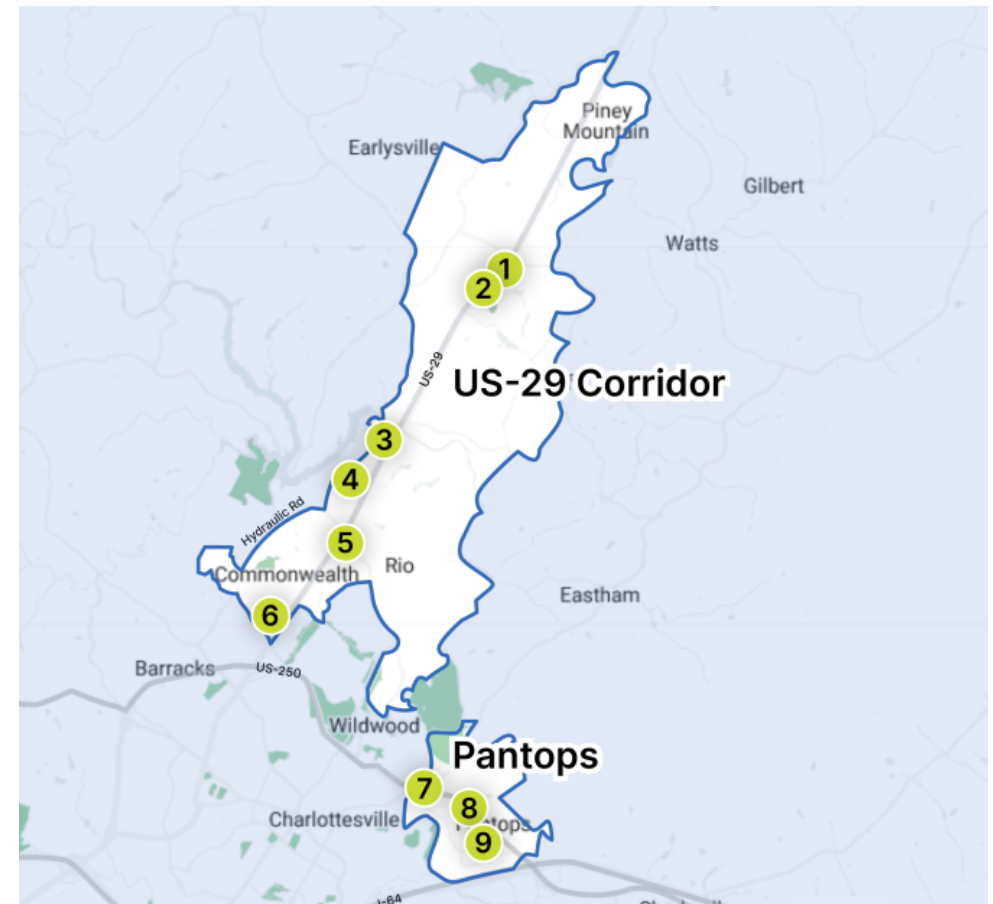 Piney
Mountain
Earlysville
Gilbert
Watts
1
2
US-29
US-29 Corridor
3
4
Hydraulic Rd
5
Rio
Commonwealth
Eastham
6
Barracks
US-250
Wildwood
Pantops
7
8
Charlottesville
9
I-64